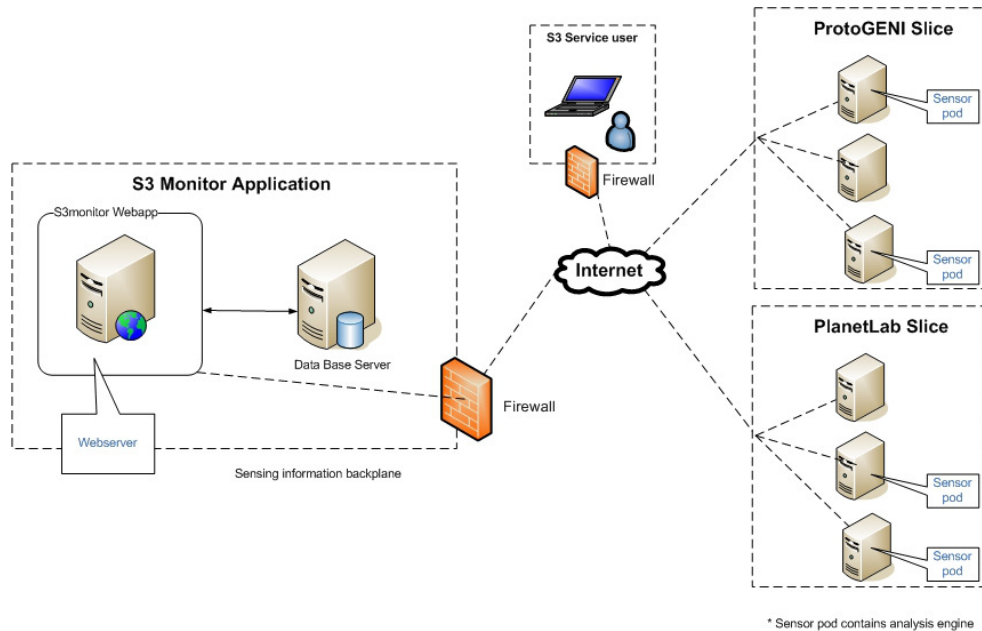 S3 Service user
Firewall
ProtoGENI Slice
Sensor
pod
Sensor
pod
S3 Monitor Application
S3monitor Webapp
Data Base Server
Webserver
Firewall
Sensing information backplane
Internet
PlanetLab Slice
Sensor
pod
Sensor
pod
* Sensor pod contains analysis engine